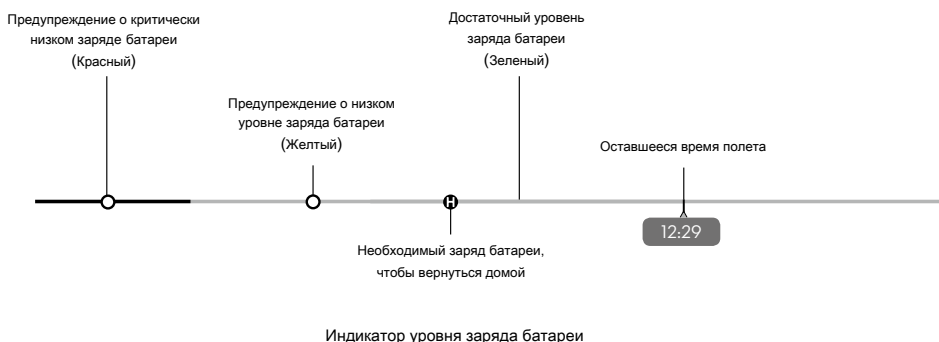 Предупреждение о критически
низком заряде батареи
(Красный)
Достаточный уровень
заряда батареи
(Зеленый)
Предупреждение о низком
уровне заряда батареи
(Желтый)
Оставшееся время полета
H
12:29
Необходимый заряд батареи,
чтобы вернуться домой
Индикатор уровня заряда батареи